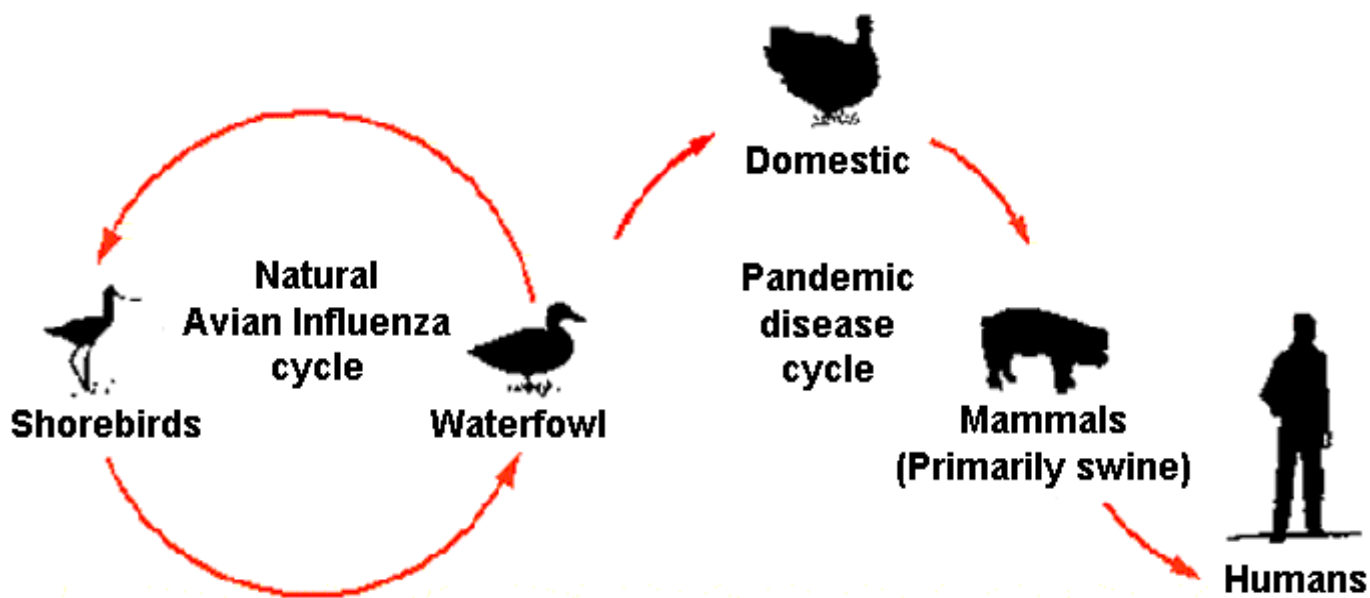 Domestic
Natural
Avian Influenza
cycle
Pandemic
disease
cycle
Shorebirds
Waterfowl
Mammals
(Primarily swine)
Humans